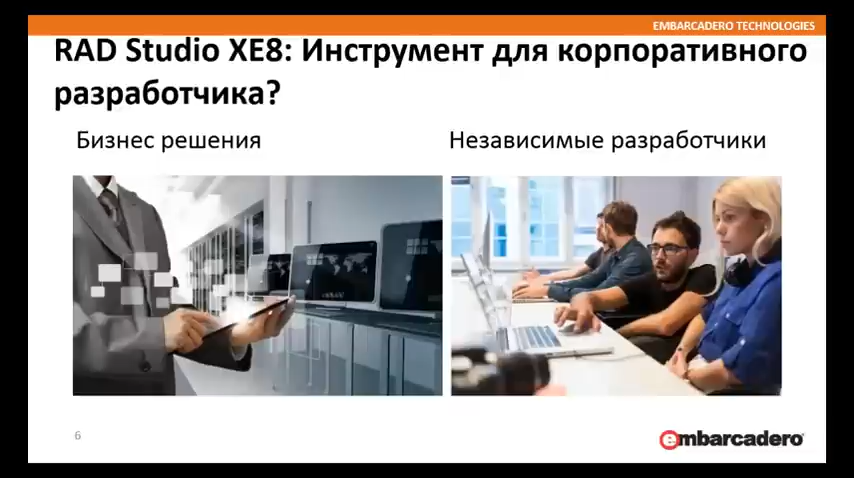 EMBARCADERO TECHNOLOGIES
RAD Studio XE8: Инструмент для корпоративного
разработчика?
Бизнес решения
Независимые разработчики
6
embarcadero